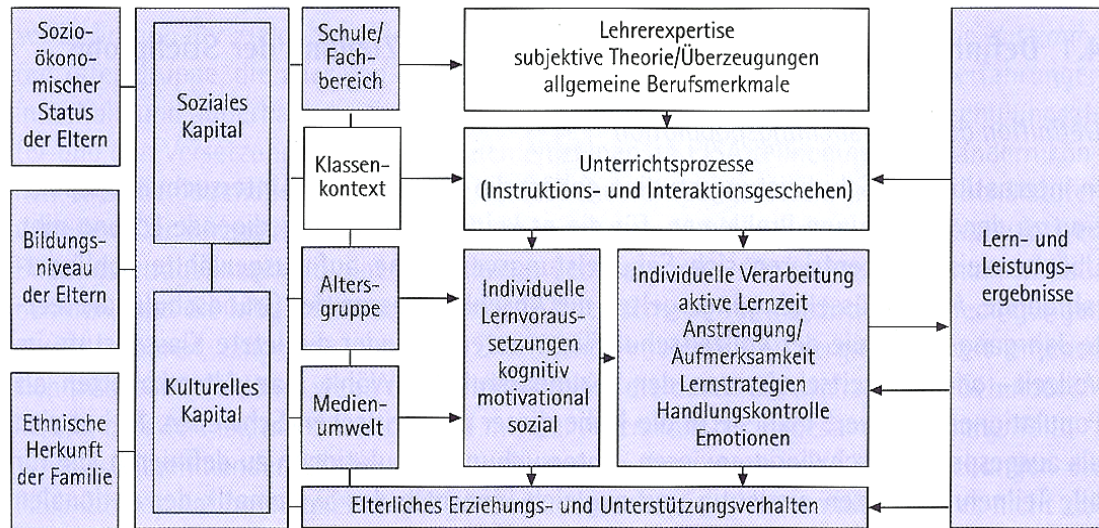 Sozio-
ökono-
mischer
Status
der Eltern
Bildungs-
niveau
der Eltern
Ethnische
Herkunft
der Familie
Soziales
Kapital
Kulturelles
Kapital
Schule/
Fach-
bereich
Klassen-
kontext
Alters-
gruppe
Medien-
umwelt
Lehrerexpertise
subjektive Theorie/Überzeugungen
allgemeine Berufsmerkmale
Unterrichtsprozesse
(Instruktions- und Interaktionsgeschehen)
Individuelle
Lernvoraus-
setzungen
kognitiv
motivational
sozial
Individuelle Verarbeitung
aktive Lernzeit
Anstrengung/
Aufmerksamkeit
Lernstrategien
Handlungskontrolle
Emotionen
Elterliches Erziehungs- und Unterstützungsverhalten
Lern- und
Leistungs-
ergebnisse